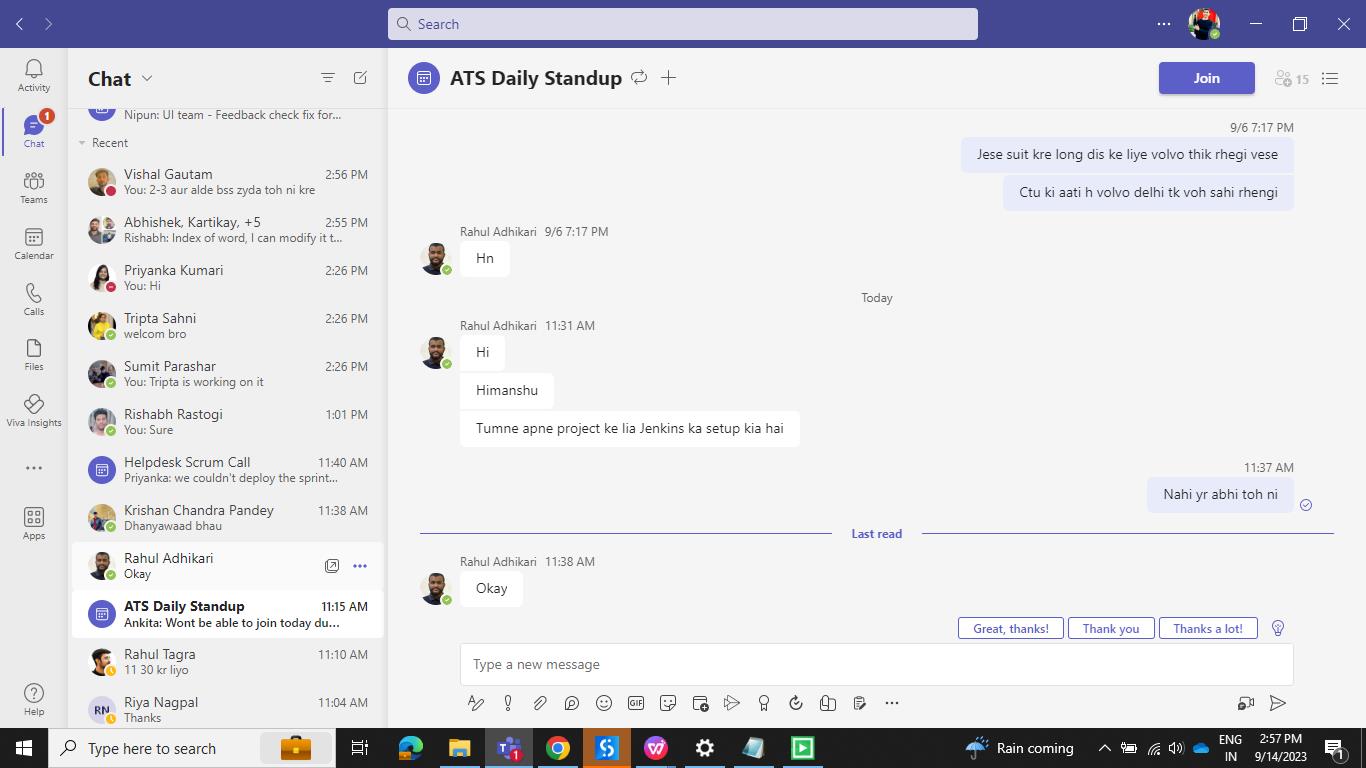 Search
Activity
Chat
1
Teams
Calendar
Calls
Files
Viva Insights
Apps
Help
Chat
Nipun: UI team - Feedback check fix for...
Recent
Vishal Gautam 2:56 PM
You: 2-3 aur alde bss zyda toh ni kre
Abhishek, Kartikay, +5 2:55 PM
Rishabh: Index of word, I can modify it t...
Priyanka Kumari 2:26 PM
You: Hi
Tripta Sahni 2:26 PM
welcom bro
Sumit Parashar 2:26 PM
You: Tripta is working on it
Rishabh Rastogi 1:01 PM
You: Sure
Helpdesk Scrum Call 11:40 AM
Priyanka: we couldn't deploy the sprint...
Krishan Chandra Pandey 11:38 AM
Dhanyawaad bhau
Rahul Adhikari
Okay
ATS Daily Standup 11:15 AM
Ankita: Wont be able to join today du...
Rahul Tagra 11:10 AM
11 30 kr liyo
RN
Riya Nagpal 11:04 AM
Thanks
ATS Daily Standup
Join
15
9/6 7:17 PM
Jese suit kre long dis ke liye volvo thik rhegi vese
Ctu ki aati h volvo delhi tk voh sahi rhengi
Rahul Adhikari 9/6 7:17 PM
Hn
Today
Rahul Adhikari 11:31 AM
Hi
Himanshu
Tumne apne project ke lia Jenkins ka setup kia hai
11:37 AM
Nahi yr abhi toh ni
Last read
Rahul Adhikari 11:38 AM
Okay
Great, thanks!
Thank you
Thanks a lot!
Type a new message
GIF
Type here to search
1
Rain coming
ENG
IN
2:57 PM
9/14/2023
1